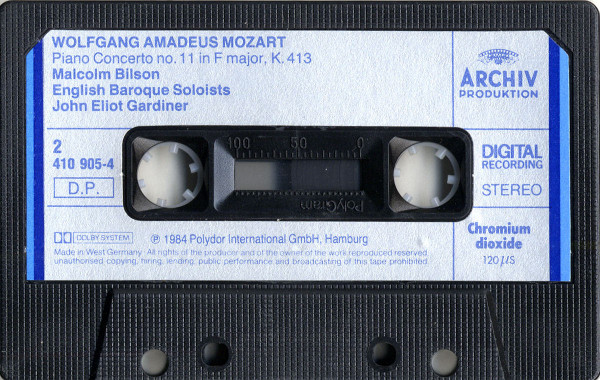 WOLFGANG AMADEUS MOZART
Piano Concerto no. 11 in F major, K. 413
Malcolm Bilson
English Baroque Soloists
John Eliot Gardiner
ARCHIV
PRODUKTION
2
410 905-4
D.P.
100 50 0
PolyGram
DIGITAL
RECORDING
STEREO
DOLBY SYSTEM
℗ 1984 Polydor International GmbH, Hamburg
Made in West Germany. All rights of the producer and of the owner of the work reproduced reserved.
unauthorised copying, hiring, lending, public performance and broadcasting of this tape prohibited.
Chromium
dioxide
120 µS